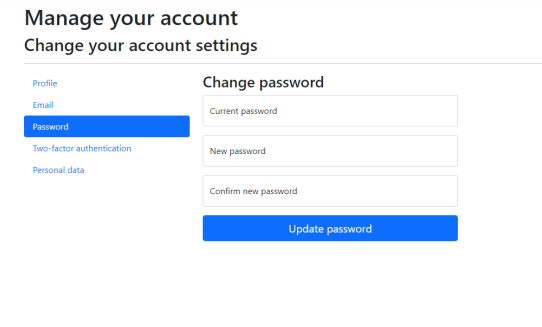 Manage your account
Change your account settings
Profile
Email
Password
Two-factor authentication
Personal data
Change password
Current password
New password
Confirm new password
Update password